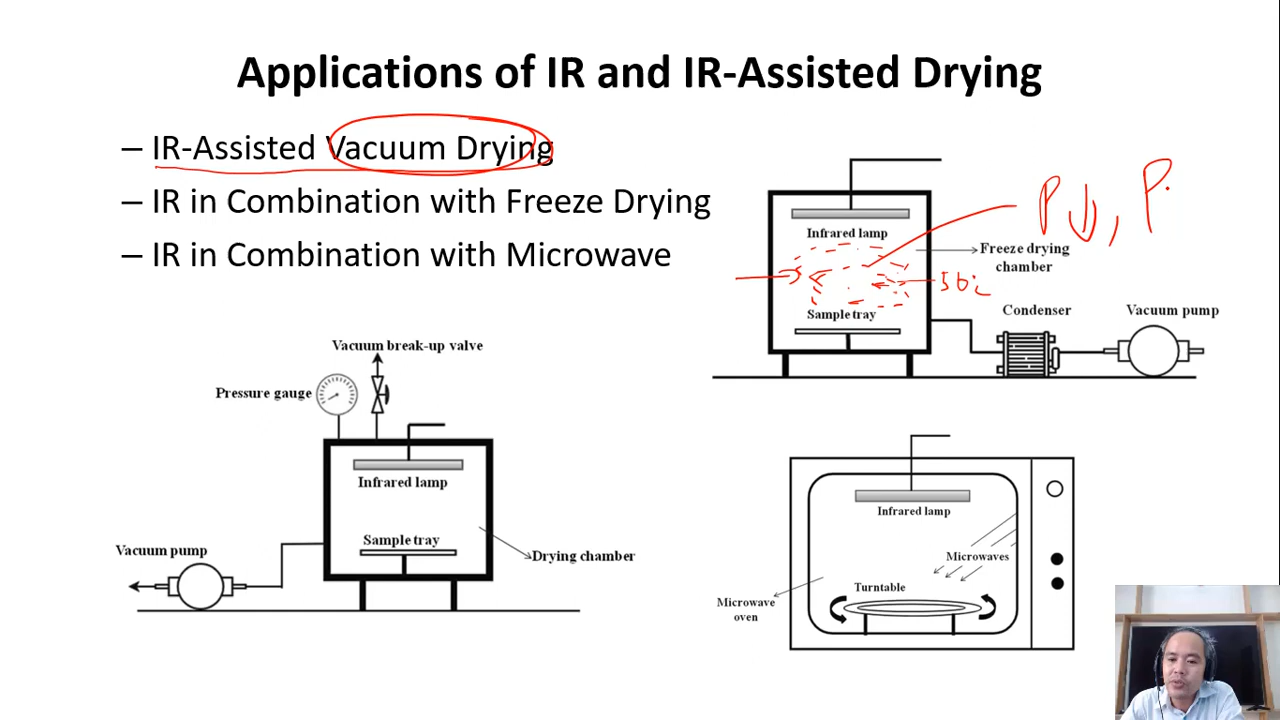 Applications of IR and IR-Assisted Drying
– IR-Assisted Vacuum Drying
– IR in Combination with Freeze Drying
– IR in Combination with Microwave
P↓, P.
Infrared lamp
Freeze drying
chamber
Sample tray
Condenser
Vacuum pump
Vacuum break-up valve
Pressure gauge
Infrared lamp
Sample tray
Vacuum pump
Drying chamber
Infrared lamp
Microwaves
Turntable
Microwave
oven